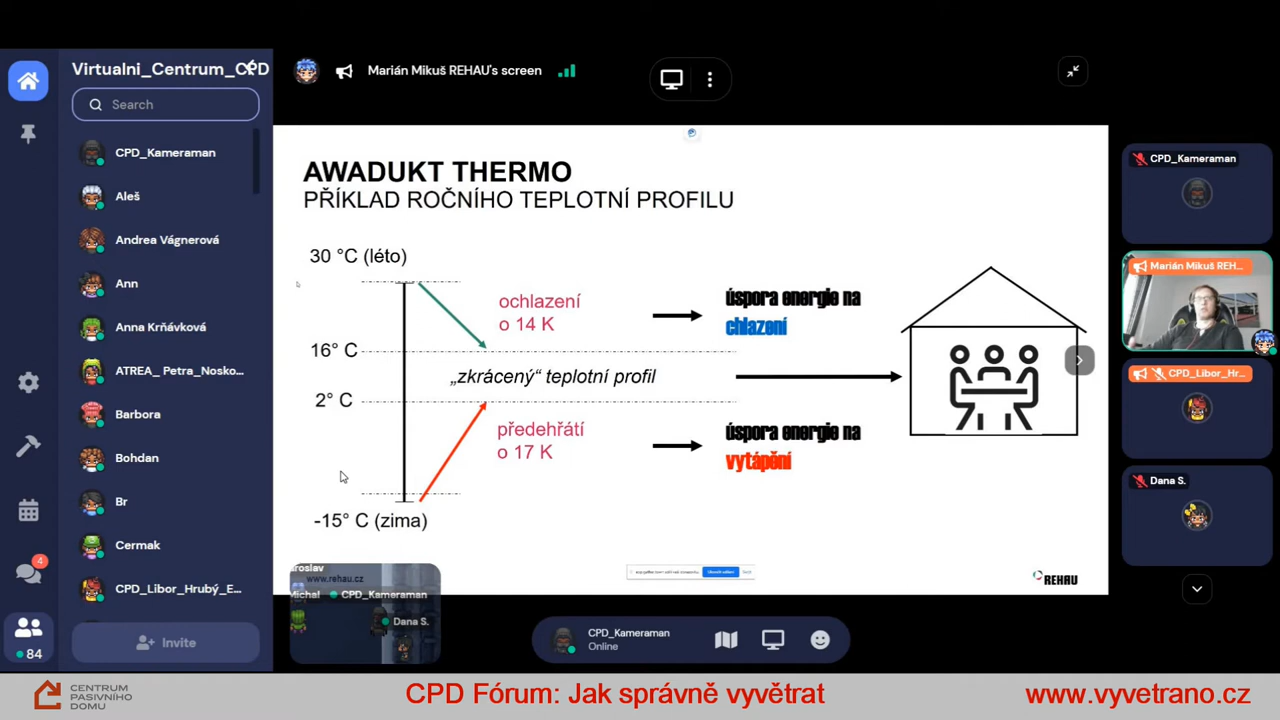 Virtualni_Centrum_CPD
Search
CPD_Kameraman
Aleš
Andrea Vágnerová
Ann
Anna Krňávková
ATREA_ Petra_Nosko...
Barbora
Bohdan
Br
Cermak
CPD_Libor_Hrubý_E...
Invite
4
84
Marián Mikuš REHAU's screen
AWADUKT THERMO
PŘÍKLAD ROČNÍHO TEPLOTNÍ PROFILU
30 °C (léto)
ochlazení
o 14 K
úspora energie na
chlazení
16° C
„zkrácený“ teplotní profil
2° C
předehřátí
o 17 K
úspora energie na
vytápění
-15° C (zima)
REHAU
www.rehau.cz
Michal
CPD_Kameraman
Dana S.
CPD_Kameraman
Online
CPD_Kameraman
Marián Mikuš REH...
CPD_Libor_Hr...
Dana S.
CENTRUM
PASIVNÍHO
DOMU
CPD Fórum: Jak správně vyvětrat
www.vyvetrano.cz